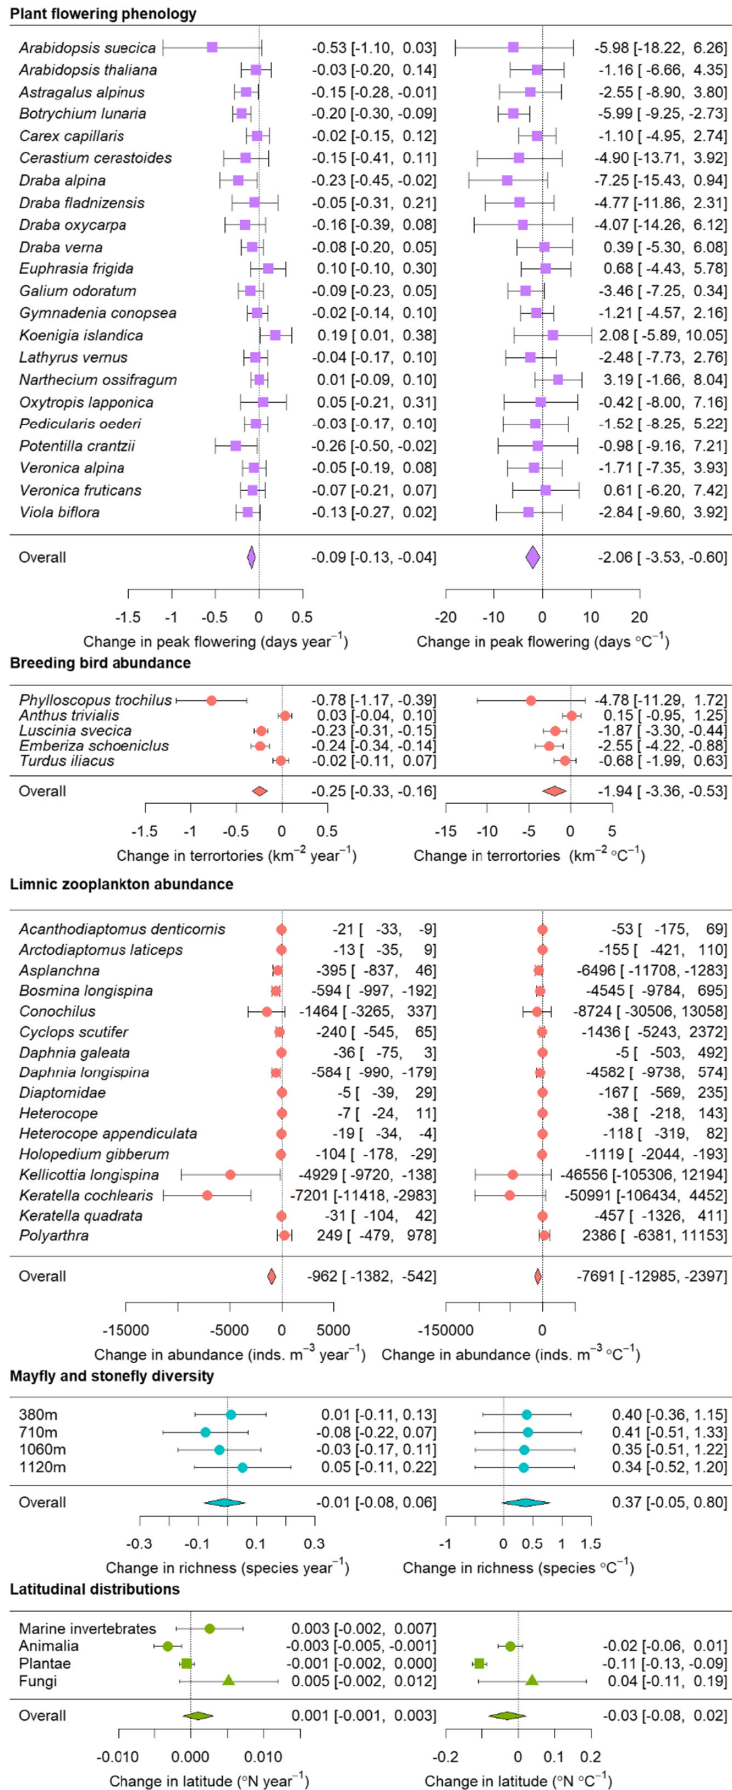 Plant flowering phenology
Arabidopsis suecica -0.53 [-1.10, 0.03] -5.98 [-18.22, 6.26]
Arabidopsis thaliana -0.03 [-0.20, 0.14] -1.16 [ -6.66, 4.35]
Astragalus alpinus -0.15 [-0.28, -0.01] -2.55 [ -8.90, 3.80]
Botrychium lunaria -0.20 [-0.30, -0.09] -5.99 [ -9.25, -2.73]
Carex capillaris -0.02 [-0.15, 0.12] -1.10 [ -4.95, 2.74]
Cerastium cerastoides -0.15 [-0.41, 0.11] -4.90 [-13.71, 3.92]
Draba alpina -0.23 [-0.45, -0.02] -7.25 [-15.43, 0.94]
Draba fladnizensis -0.05 [-0.31, 0.21] -4.77 [-11.86, 2.31]
Draba oxycarpa -0.16 [-0.39, 0.08] -4.07 [-14.26, 6.12]
Draba verna -0.08 [-0.20, 0.05] 0.39 [ -5.30, 6.08]
Euphrasia frigida 0.10 [-0.10, 0.30] 0.68 [ -4.43, 5.78]
Galium odoratum -0.09 [-0.23, 0.05] -3.46 [ -7.25, 0.34]
Gymnadenia conopsea -0.02 [-0.14, 0.10] -1.21 [ -4.57, 2.16]
Koenigia islandica 0.19 [ 0.01, 0.38] 2.08 [ -5.89, 10.05]
Lathyrus vernus -0.04 [-0.17, 0.10] -2.48 [ -7.73, 2.76]
Narthecium ossifragum 0.01 [-0.09, 0.10] 3.19 [ -1.66, 8.04]
Oxytropis lapponica 0.05 [-0.21, 0.31] -0.42 [ -8.00, 7.16]
Pedicularis oederi -0.03 [-0.17, 0.10] -1.52 [ -8.25, 5.22]
Potentilla crantzii -0.26 [-0.50, -0.02] -0.98 [ -9.16, 7.21]
Veronica alpina -0.05 [-0.19, 0.08] -1.71 [ -7.35, 3.93]
Veronica fruticans -0.07 [-0.21, 0.07] 0.61 [ -6.20, 7.42]
Viola biflora -0.13 [-0.27, 0.02] -2.84 [ -9.60, 3.92]
Overall -0.09 [-0.13, -0.04] -2.06 [ -3.53, -0.60]
-1.5 -1 -0.5 0 0.5 -20 -10 0 10 20
Change in peak flowering (days year⁻¹) Change in peak flowering (days °C⁻¹)
Breeding bird abundance
Phylloscopus trochilus -0.78 [-1.17, -0.39] -4.78 [-11.29, 1.72]
Anthus trivialis 0.03 [-0.04, 0.10] 0.15 [ -0.95, 1.25]
Luscinia svecica -0.23 [-0.31, -0.15] -1.87 [ -3.30, -0.44]
Emberiza schoeniclus -0.24 [-0.34, -0.14] -2.55 [ -4.22, -0.88]
Turdus iliacus -0.02 [-0.11, 0.07] -0.68 [ -1.99, 0.63]
Overall -0.25 [-0.33, -0.16] -1.94 [ -3.36, -0.53]
-1.5 -1 -0.5 0 0.5 -15 -10 -5 0 5
Change in terrortories (km⁻² year⁻¹) Change in terrortories (km⁻² °C⁻¹)
Limnic zooplankton abundance
Acanthodiaptomus denticornis -21 [ -33, -9] -53 [ -175, 69]
Arctodiaptomus laticeps -13 [ -35, 9] -155 [ -421, 110]
Asplanchna -395 [ -837, 46] -6496 [ -11708, -1283]
Bosmina longispina -594 [ -997, -192] -4545 [ -9784, 695]
Conochilus -1464 [ -3265, 337] -8724 [ -30506, 13058]
Cyclops scutifer -240 [ -545, 65] -1436 [ -5243, 2372]
Daphnia galeata -36 [ -75, 3] -5 [ -503, 492]
Daphnia longispina -584 [ -990, -179] -4582 [ -9738, 574]
Diaptomidae -5 [ -39, 29] -167 [ -569, 235]
Heterocope -7 [ -24, 11] -38 [ -218, 143]
Heterocope appendiculata -19 [ -34, -4] -118 [ -319, 82]
Holopedium gibberum -104 [ -178, -29] -1119 [ -2044, -193]
Kellicottia longispina -4929 [ -9720, -138] -46556 [-105306, 12194]
Keratella cochlearis -7201 [-11418, -2983] -50991 [-106434, 4452]
Keratella quadrata -31 [ -104, 42] -457 [ -1326, 411]
Polyarthra 249 [ -479, 978] 2386 [ -6381, 11153]
Overall -962 [ -1382, -542] -7691 [ -12985, -2397]
-15000 -5000 0 5000 -150000 0
Change in abundance (inds. m⁻³ year⁻¹) Change in abundance (inds. m⁻³ °C⁻¹)
Mayfly and stonefly diversity
380m 0.01 [-0.11, 0.13] 0.40 [-0.36, 1.15]
710m -0.08 [-0.22, 0.07] 0.41 [-0.51, 1.33]
1060m -0.03 [-0.17, 0.11] 0.35 [-0.51, 1.22]
1120m 0.05 [-0.11, 0.22] 0.34 [-0.52, 1.20]
Overall -0.01 [-0.08, 0.06] 0.37 [-0.05, 0.80]
-0.3 -0.1 0 0.1 0.3 -1 0 0.5 1.5
Change in richness (species year⁻¹) Change in richness (species °C⁻¹)
Latitudinal distributions
Marine invertebrates 0.003 [-0.002, 0.007]
Animalia -0.003 [-0.005, -0.001] -0.02 [-0.06, 0.01]
Plantae -0.001 [-0.002, 0.000] -0.11 [-0.13, -0.09]
Fungi 0.005 [-0.002, 0.012] 0.04 [-0.11, 0.19]
Overall 0.001 [-0.001, 0.003] -0.03 [-0.08, 0.02]
-0.010 0.000 0.010 -0.2 0 0.1 0.2
Change in latitude (°N year⁻¹) Change in latitude (°N °C⁻¹)